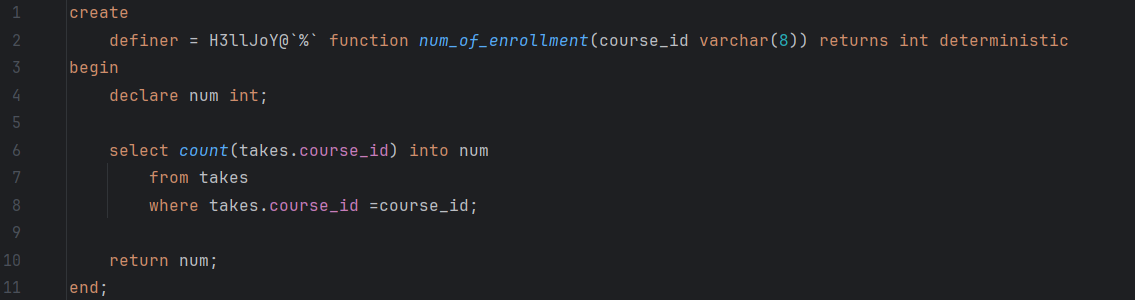 1 create
2 definer = H3llJoY@`%` function num_of_enrollment(course_id varchar(8)) returns int deterministic
3 begin
4 declare num int;
5
6 select count(takes.course_id) into num
7 from takes
8 where takes.course_id =course_id;
9
10 return num;
11 end;